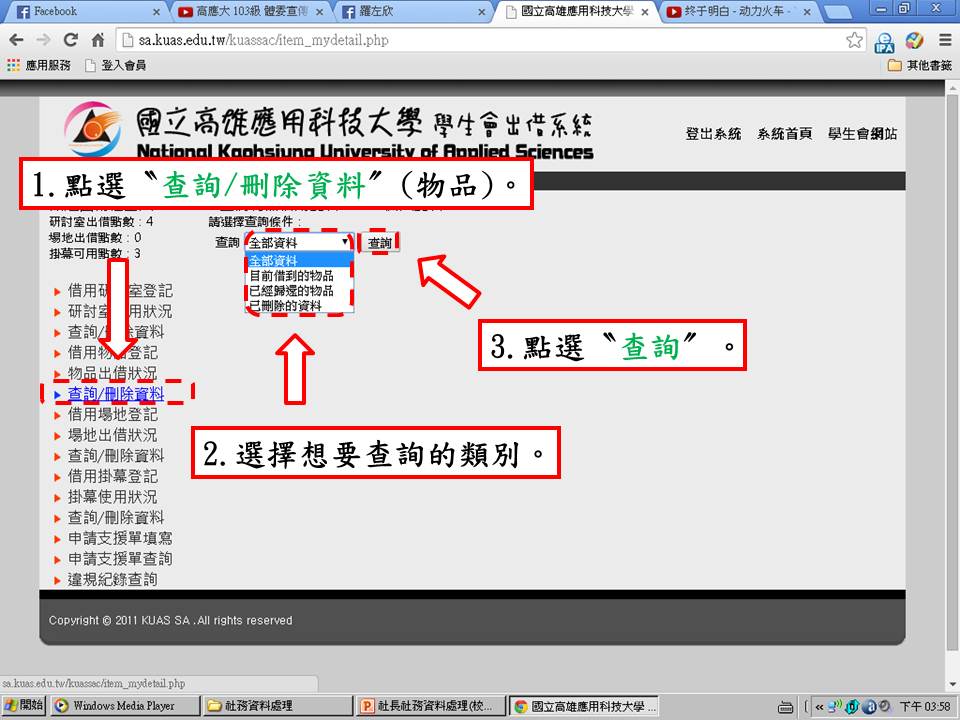 Facebook
高應大 103級 體委宣傳
羅左欣
國立高雄應用科技大學
终于明白 - 动力火车 -
sa.kuas.edu.tw/kuassac/item_mydetail.php
應用服務 登入會員 其他書籤
國立高雄應用科技大學 學生會出借系統
National Kaohsiung University of Applied Sciences
登出系統 系統首頁 學生會網站
1.點選〝查詢/刪除資料〞(物品)。
研討室出借點數 : 4
請選擇查詢條件 :
場地出借點數 : 0
查詢 全部資料 查詢
掛幕可用點數 : 3
全部資料
目前借到的物品
已經歸還的物品
已刪除的資料
借用研 室登記
研討室 用狀況
查詢/ 除資料
借用物 登記
物品出借狀況
查詢/刪除資料
借用場地登記
場地出借狀況
查詢/刪除資料
借用掛幕登記
掛幕使用狀況
查詢/刪除資料
申請支援單填寫
申請支援單查詢
違規紀錄查詢
3.點選〝查詢〞。
2.選擇想要查詢的類別。
Copyright © 2011 KUAS SA .All rights reserved
sa.kuas.edu.tw/kuassac/item_mydetail.php
開始 Windows Media Player 社務資料處理 社長社務資料處理(校... 國立高雄應用科技大學 ... 下午 03:58